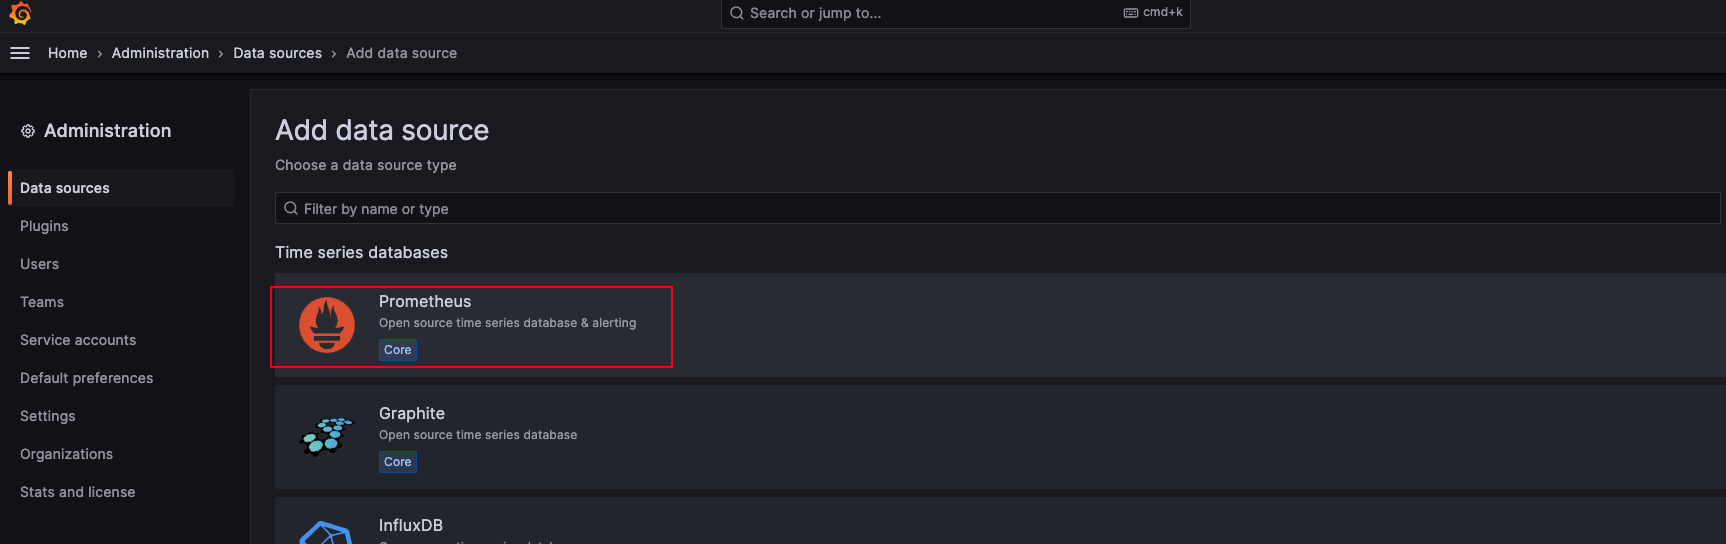 Search or jump to...
cmd+k
Home › Administration › Data sources › Add data source
Administration
Data sources
Plugins
Users
Teams
Service accounts
Default preferences
Settings
Organizations
Stats and license
Add data source
Choose a data source type
Filter by name or type
Time series databases
Prometheus
Open source time series database & alerting
Core
Graphite
Open source time series database
Core
InfluxDB